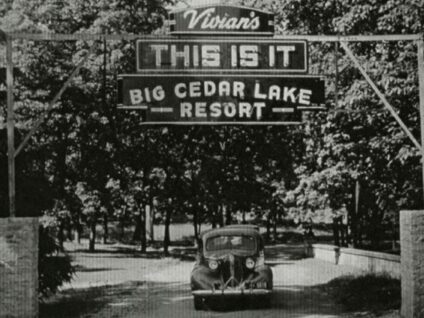 Vivian's
THIS IS IT
BIG CEDAR LAKE
RESORT